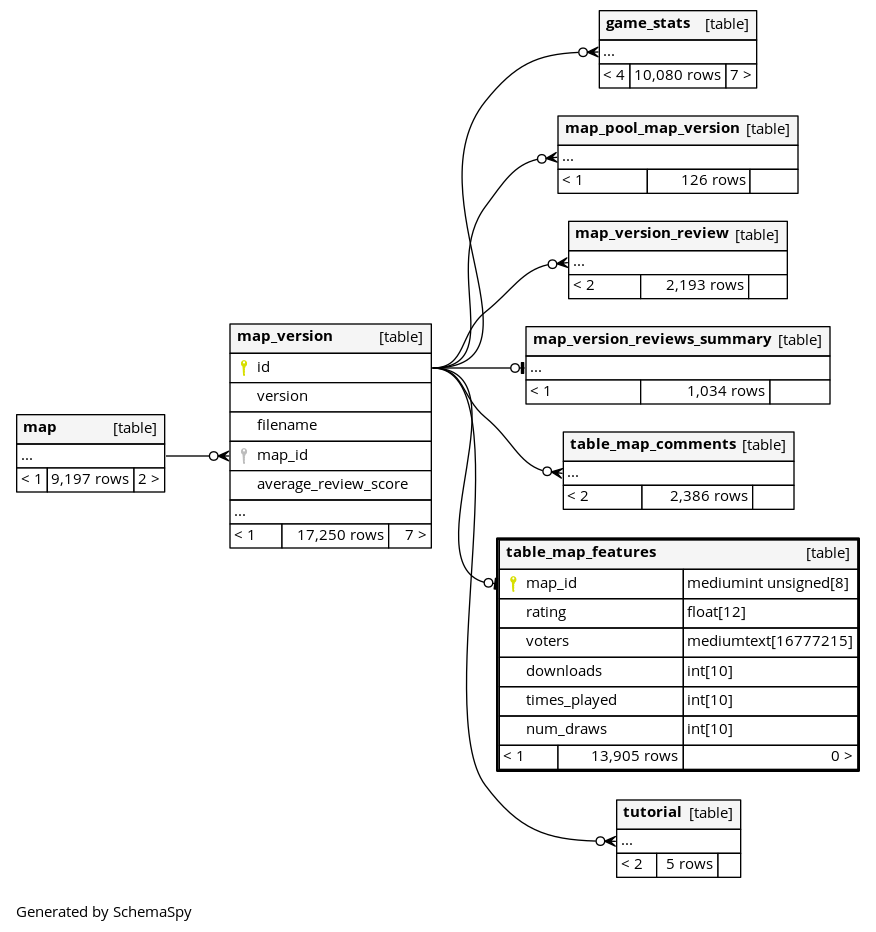 game_stats [table]
...
< 4 10,080 rows 7 >
map_pool_map_version [table]
...
< 1 126 rows
map_version_review [table]
...
< 2 2,193 rows
map_version_reviews_summary [table]
...
< 1 1,034 rows
map_version [table]
id
version
filename
map_id
average_review_score
...
< 1 17,250 rows 7 >
map [table]
...
< 1 9,197 rows 2 >
table_map_comments [table]
...
< 2 2,386 rows
table_map_features [table]
map_id mediumint unsigned[8]
rating float[12]
voters mediumtext[16777215]
downloads int[10]
times_played int[10]
num_draws int[10]
< 1 13,905 rows 0 >
tutorial [table]
...
< 2 5 rows
Generated by SchemaSpy